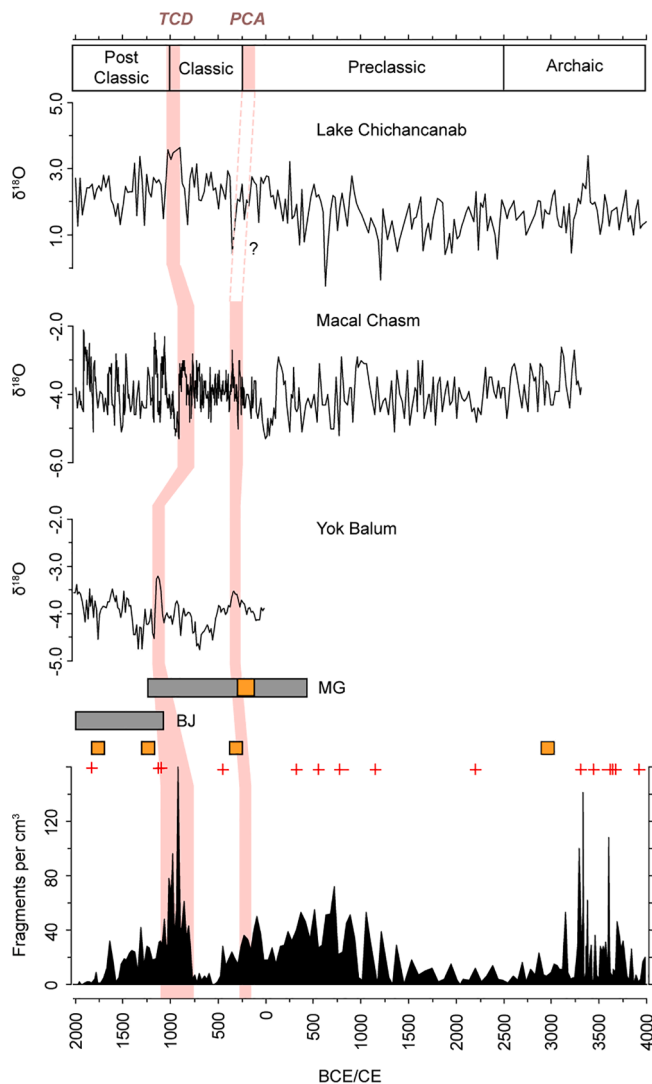 TCD PCA
Post Classic Classic Preclassic Archaic
5.0
3.0
1.0
δ18O
Lake Chichancanab
?
-2.0
-4.0
-6.0
δ18O
Macal Chasm
-2.0
-3.0
-4.0
-5.0
δ18O
Yok Balum
MG
BJ
120
80
40
0
Fragments per cm³
2000 1500 1000 500 0 500 1000 1500 2000 2500 3000 3500 4000
BCE/CE